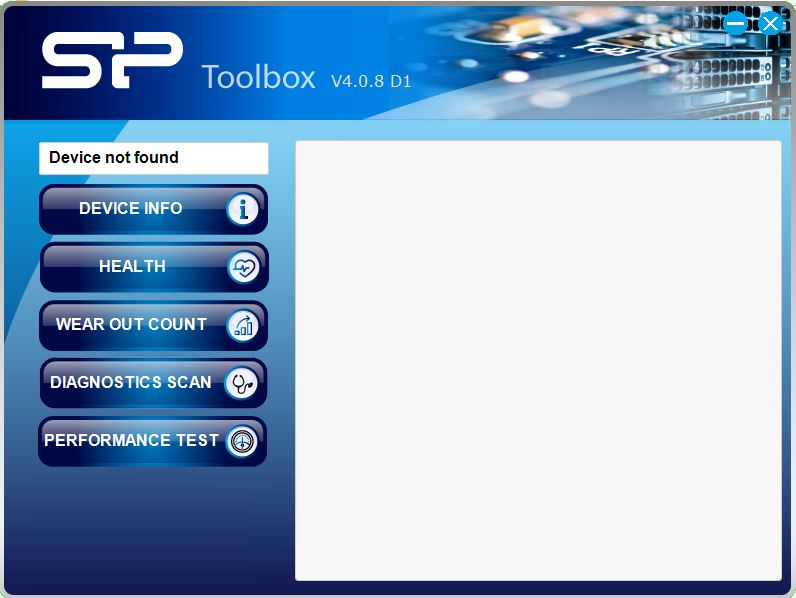 SP Toolbox V4.0.8 D1
Device not found
DEVICE INFO
HEALTH
WEAR OUT COUNT
DIAGNOSTICS SCAN
PERFORMANCE TEST